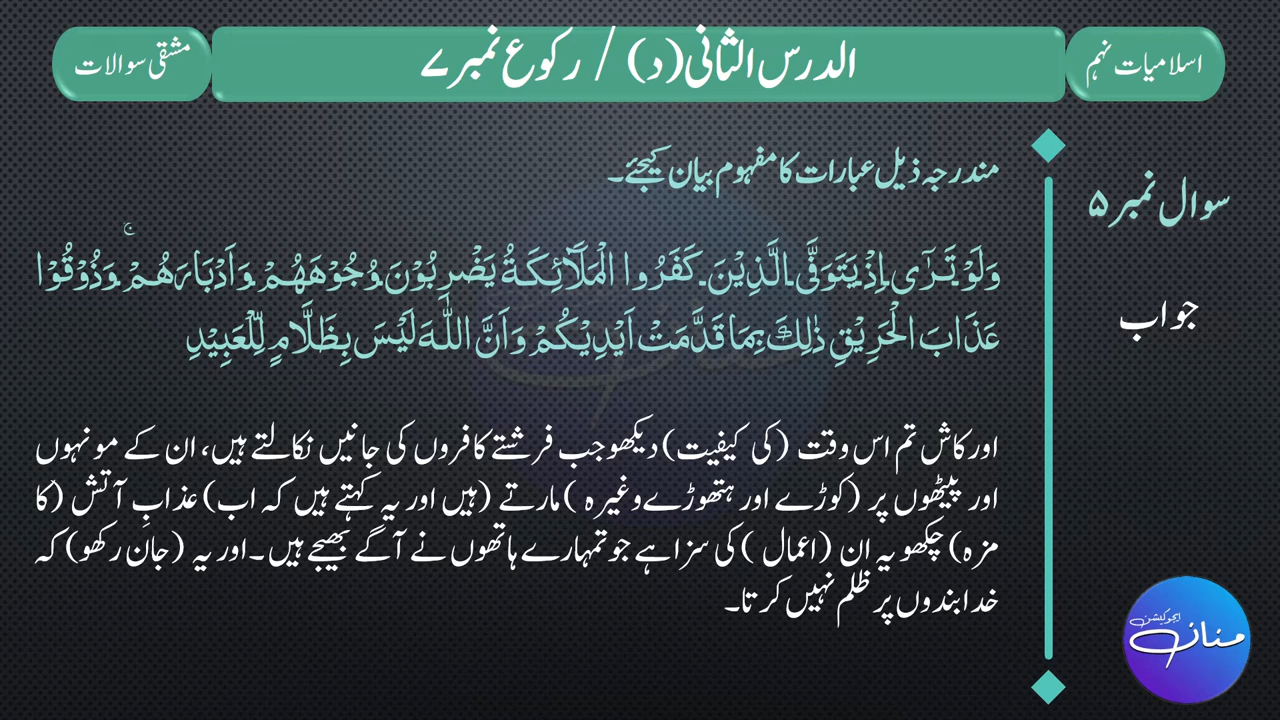 اسلامیات نہم
الدرس الثانی (د) / رکوع نمبر ۷
مشقی سوالات
سوال نمبر ۵
مندرجہ ذیل عبارات کا مفہوم بیان کیجئے۔
وَلَوْ تَرٰٓى اِذْ يَتَوَفَّى الَّذِيْنَ كَفَرُوا الْمَلٰٓئِكَةُ يَضْرِبُوْنَ وُجُوْهَهُمْ وَاَدْبَارَهُمْ ۚ وَذُوْقُوْا
عَذَابَ الْحَرِيْقِ ذٰلِكَ بِمَا قَدَّمَتْ اَيْدِيْكُمْ وَاَنَّ اللّٰهَ لَيْسَ بِظَلَّامٍ لِّلْعَبِيْدِ
جواب
اور کاش تم اس وقت (کی کیفیت) دیکھو جب فرشتے کافروں کی جانیں نکالتے ہیں، ان کے مونہوں
اور پیٹھوں پر (کوڑے اور ہتھوڑے وغیرہ) مارتے (ہیں اور یہ کہتے ہیں کہ اب) عذابِ آتش (کا
مزہ) چکھو یہ ان (اعمال) کی سزا ہے جو تمہارے ہاتھوں نے آگے بھیجے ہیں۔ اور یہ (جان رکھو) کہ
خدا بندوں پر ظلم نہیں کرتا۔
منان
ایجوکیشن